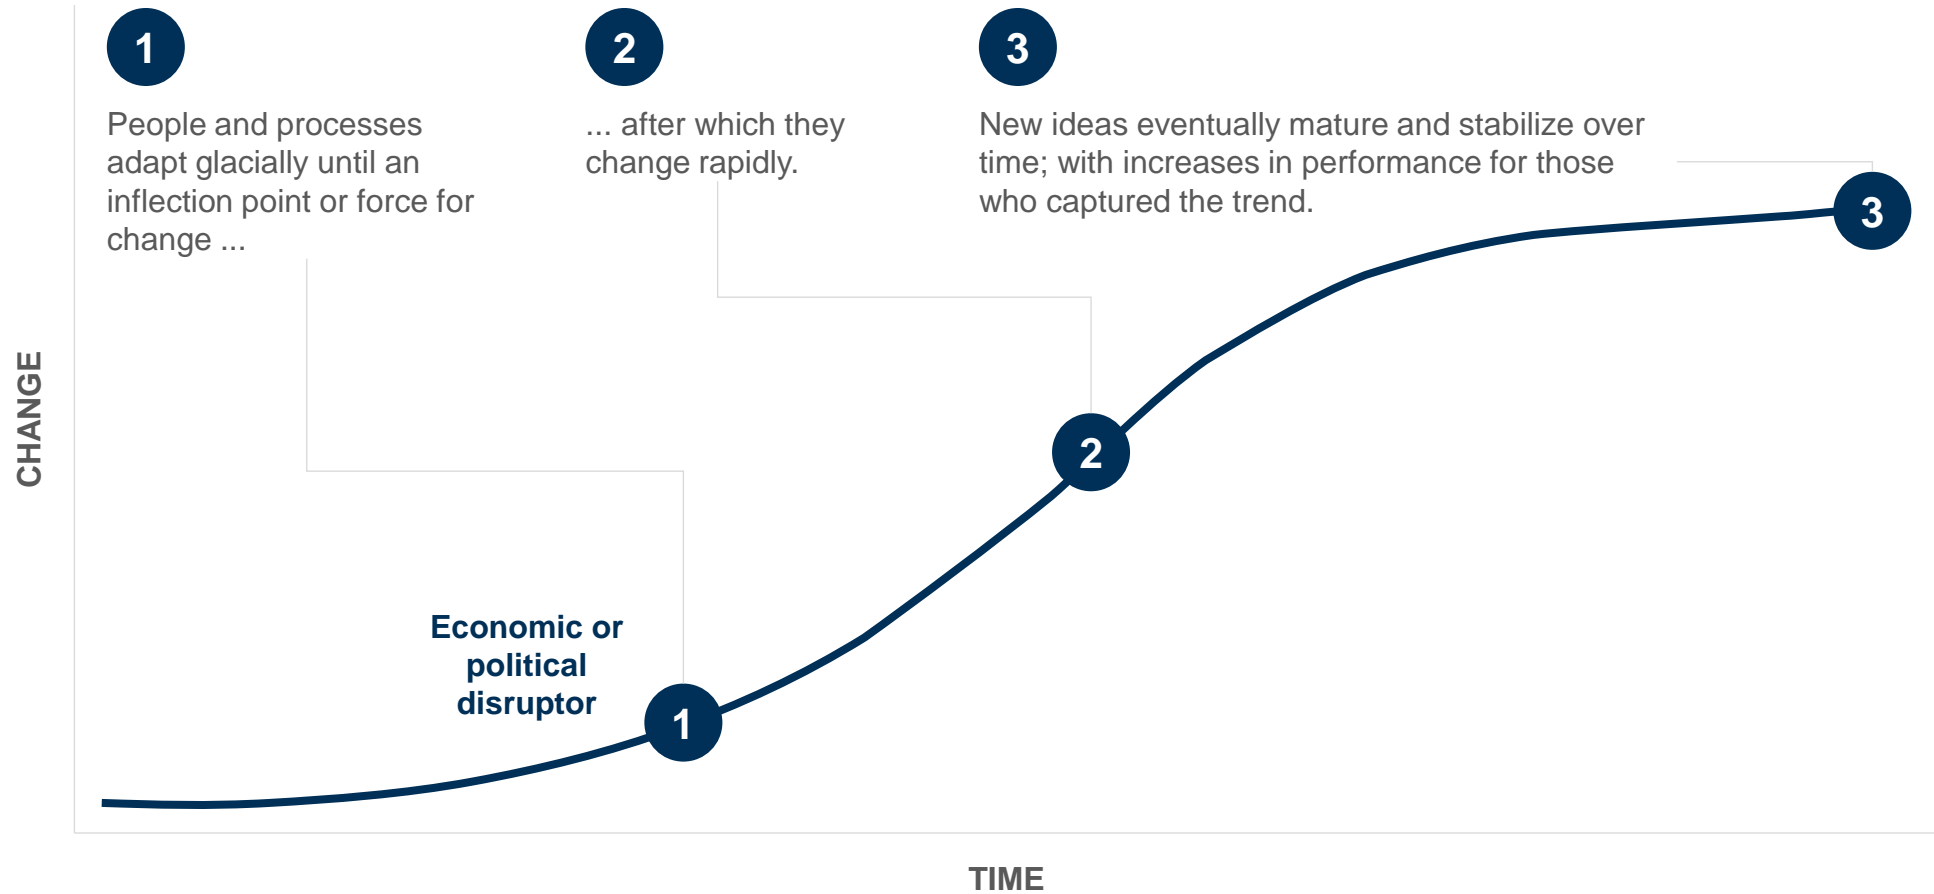 1
People and processes
adapt glacially until an
inflection point or force for
change ...
2
... after which they
change rapidly.
3
New ideas eventually mature and stabilize over
time; with increases in performance for those
who captured the trend.
3
2
CHANGE
Economic or
political
disruptor
1
TIME